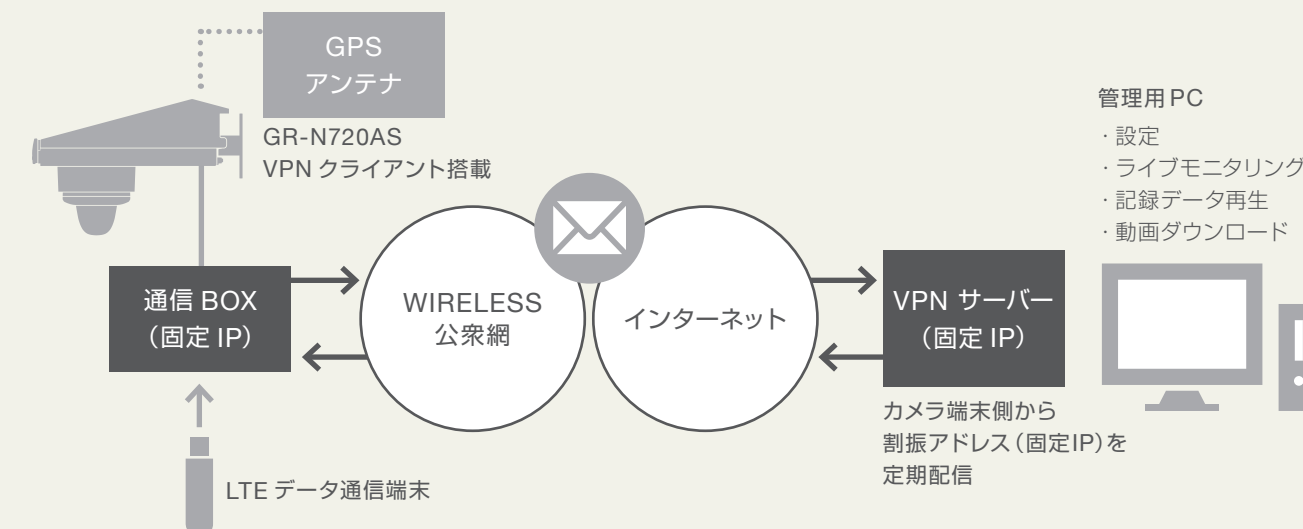 GPS
アンテナ
GR-N720AS
VPN クライアント搭載
通信 BOX
（固定 IP）
LTE データ通信端末
WIRELESS
公衆網
インターネット
VPN サーバー
（固定 IP）
カメラ端末側から
割振アドレス（固定IP）を
定期配信
管理用 PC
・設定
・ライブモニタリング
・記録データ再生
・動画ダウンロード